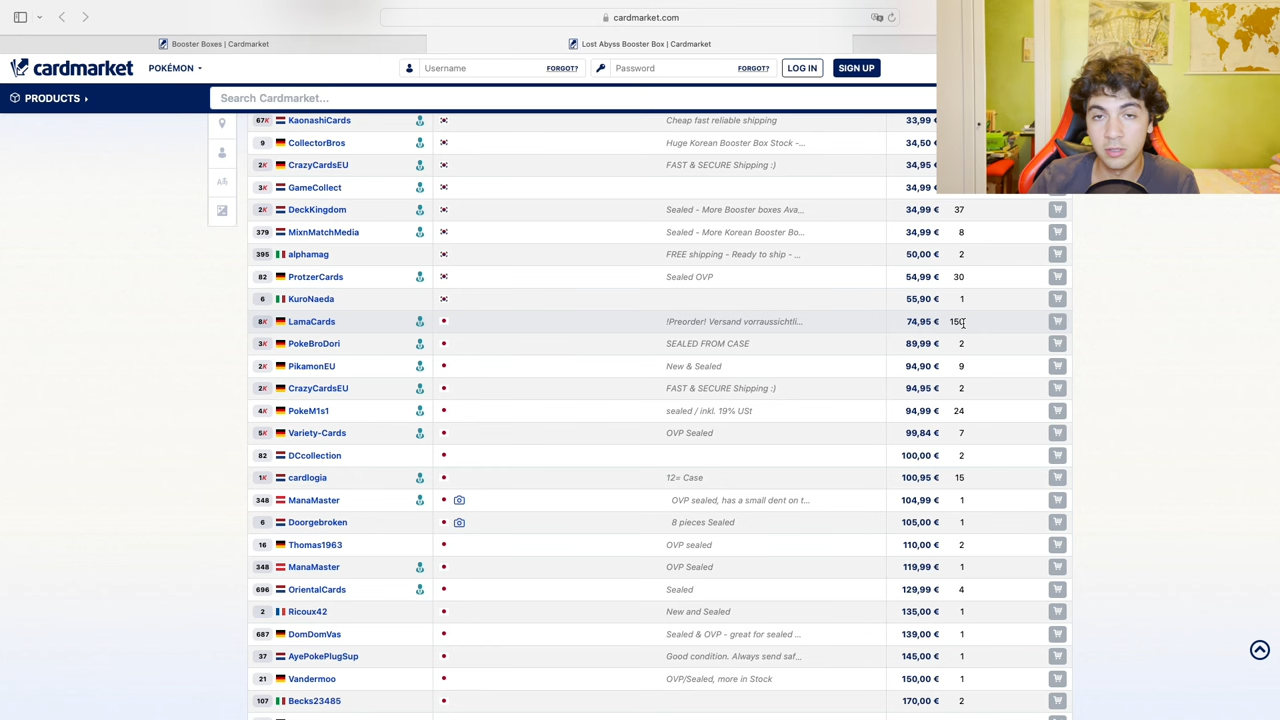 cardmarket.com
Booster Boxes | Cardmarket
Lost Abyss Booster Box | Cardmarket
cardmarket POKÉMON Username FORGOT? Password FORGOT? LOG IN SIGN UP
PRODUCTS Search Cardmarket...
67K KaonashiCards Cheap fast reliable shipping 33,99
9 CollectorBros Huge Korean Booster Box Stock -... 34,50
2K CrazyCardsEU FAST & SECURE Shipping :) 34,95
3K GameCollect 34,99
2K DeckKingdom Sealed - More Booster boxes Ava... 34,99 € 37
379 MixnMatchMedia Sealed - More Korean Booster Bo... 34,99 € 8
395 alphamag FREE shipping - Ready to ship - ... 50,00 € 2
82 ProtzerCards Sealed OVP 54,99 € 30
6 KuroNaeda 55,90 € 1
8K LamaCards !Preorder! Versand vorraussichtli... 74,95 €
3K PokeBroDori SEALED FROM CASE 89,99 € 2
2K PikamonEU New & Sealed 94,90 € 9
2K CrazyCardsEU FAST & SECURE Shipping :) 94,95 € 2
4K PokeM1s1 sealed / inkl. 19% USt 94,99 € 24
5K Variety-Cards OVP Sealed 99,84 € 7
82 DCcollection 100,00 € 2
1K cardlogia 12= Case 100,95 € 15
348 ManaMaster OVP sealed, has a small dent on t... 104,99 € 1
6 Doorgebroken 8 pieces Sealed 105,00 € 1
16 Thomas1963 OVP sealed 110,00 € 2
348 ManaMaster OVP Sealed 119,99 € 1
696 OrientalCards Sealed 129,99 € 4
2 Ricoux42 New and Sealed 135,00 € 1
687 DomDomVas Sealed & OVP - great for sealed ... 139,00 € 1
37 AyePokePlugSup Good condition. Always send saf... 145,00 € 1
21 Vandermoo OVP/Sealed, more in Stock 150,00 € 1
107 Becks23485 170,00 € 2